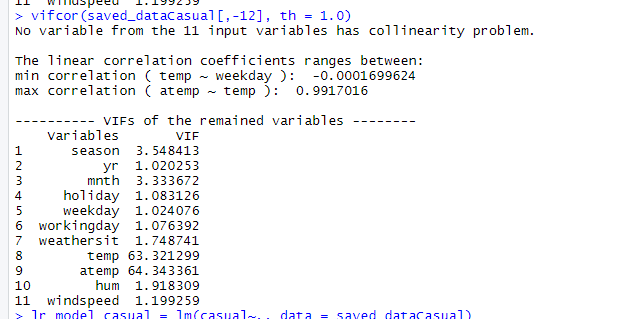 11 windspeed 1.199259
> vifcor(saved_dataCasual[,-12], th = 1.0)
No variable from the 11 input variables has collinearity problem.
The linear correlation coefficients ranges between:
min correlation ( temp ~ weekday ):  -0.0001699624
max correlation ( atemp ~ temp ):  0.9917016
---------- VIFs of the remained variables --------
Variables VIF
1 season 3.548413
2 yr 1.020253
3 mnth 3.333672
4 holiday 1.083126
5 weekday 1.024076
6 workingday 1.076392
7 weathersit 1.748741
8 temp 63.321299
9 atemp 64.343361
10 hum 1.918309
11 windspeed 1.199259
> lr_model_casual = lm(casual~., data = saved_dataCasual)